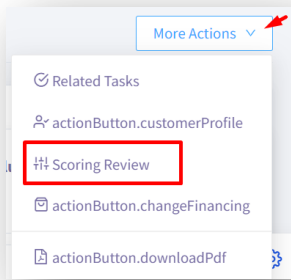 More Actions
Related Tasks
actionButton.customerProfile
Scoring Review
actionButton.changeFinancing
actionButton.downloadPdf